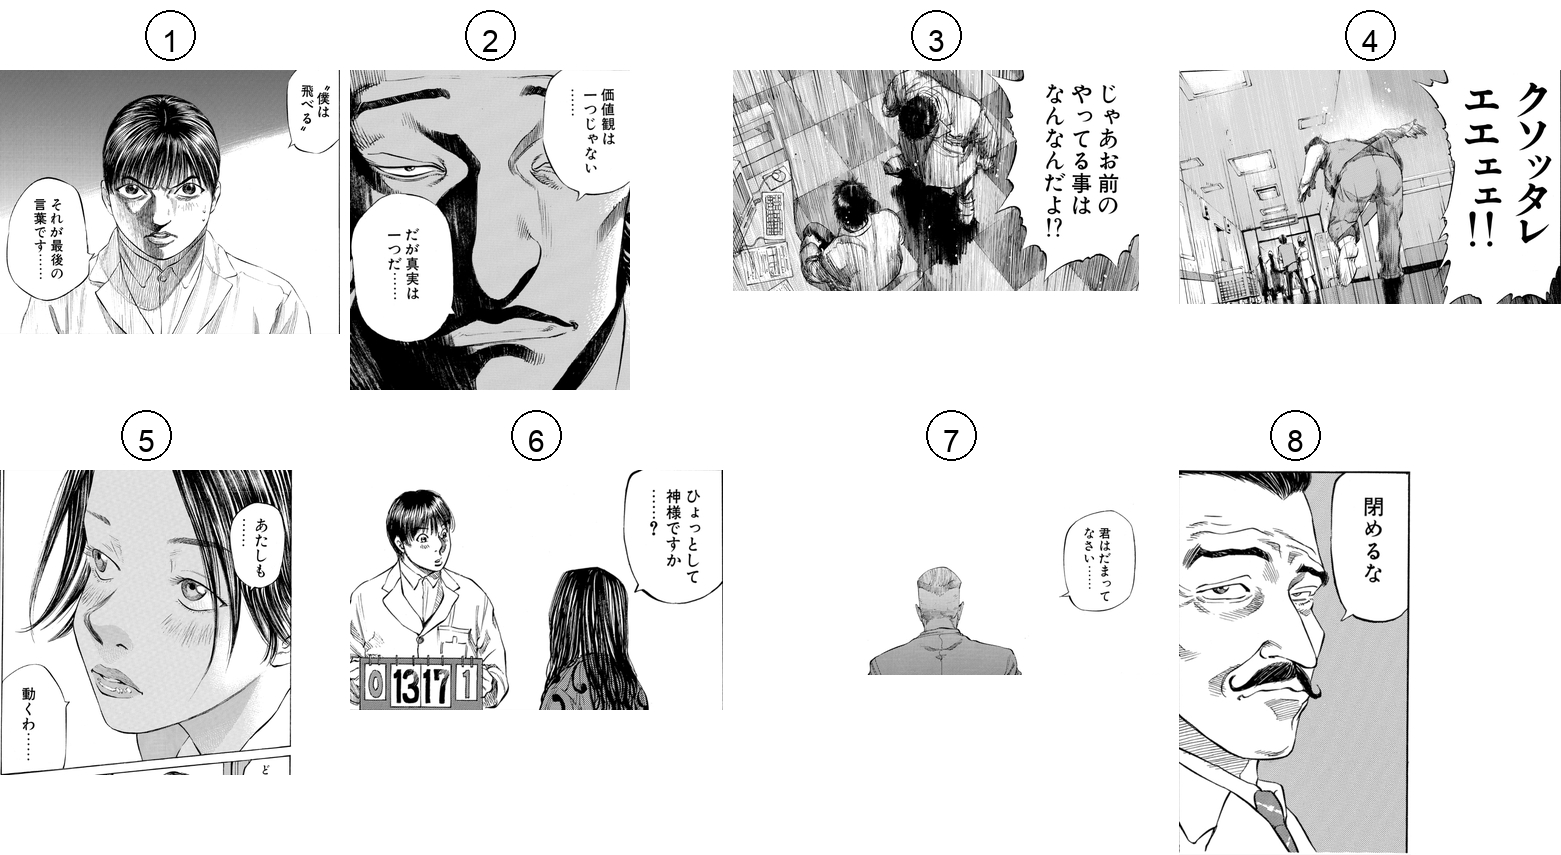 1
〝僕は
飛べる〟
それが最後の
言葉です……
2
価値観は
一つじゃない
……
だが真実は
一つだ……
3
じゃあお前の
やってる事は
なんなんだよ!?
4
クソッタレ
エエェェ!!
5
あたしも
……
動くわ……
ど
6
ひょっとして
神様ですか
……?
0 13 17 1
7
君はだまって
なさい……
8
閉めるな